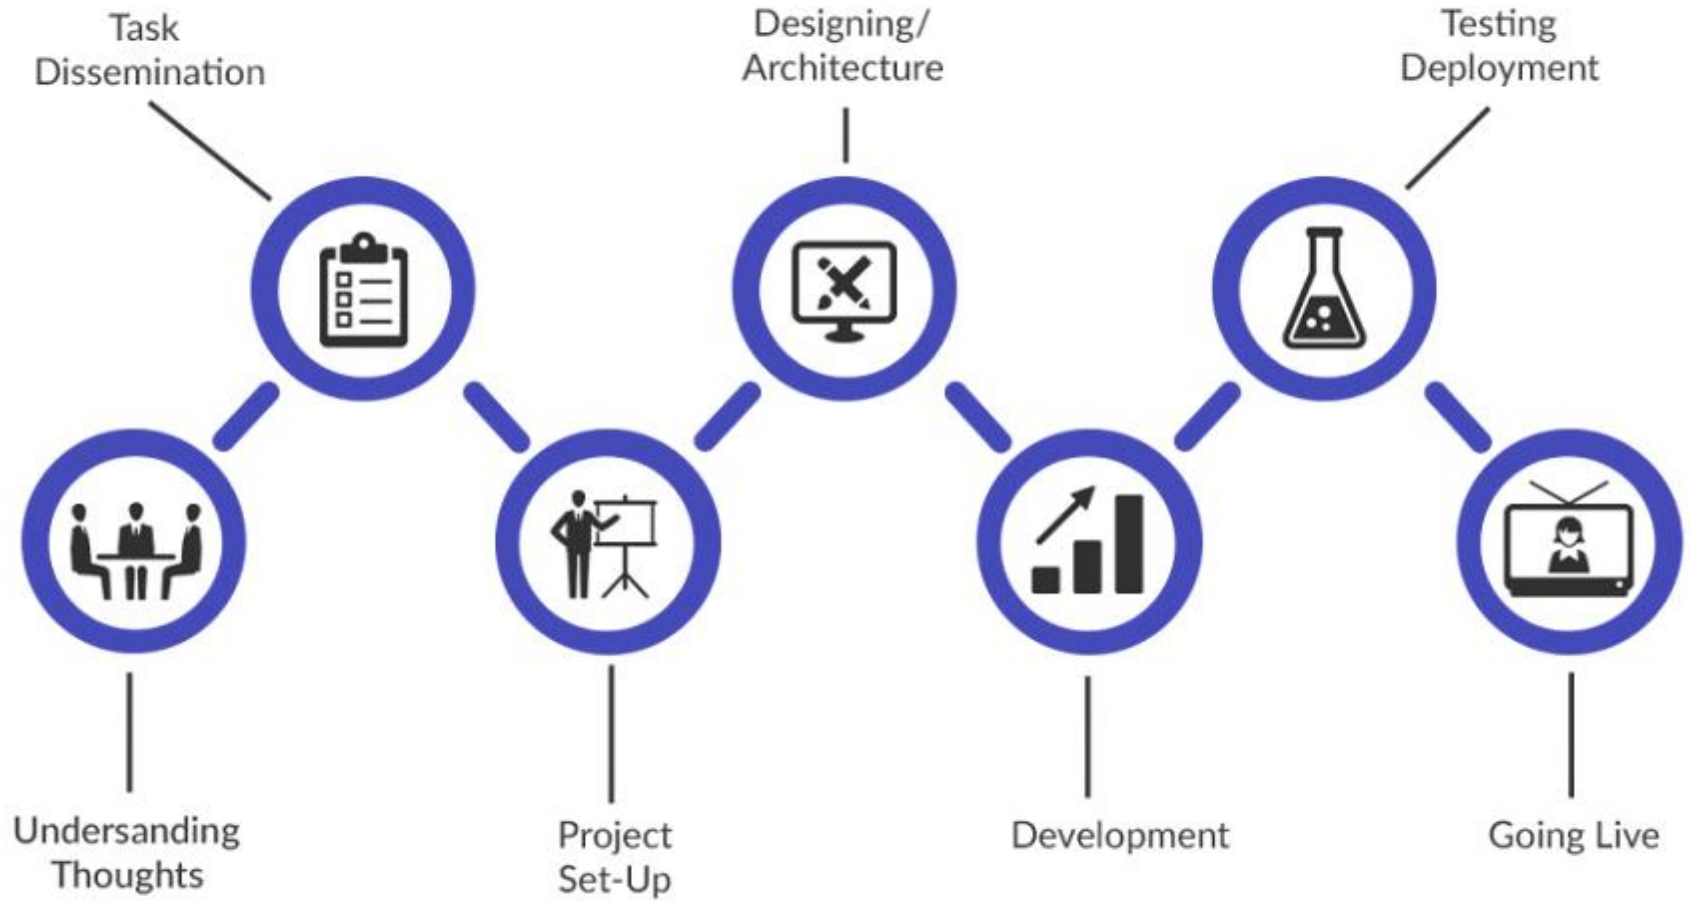 Task
Dissemination
Designing/
Architecture
Testing
Deployment
Undersanding
Thoughts
Project
Set-Up
Development
Going Live